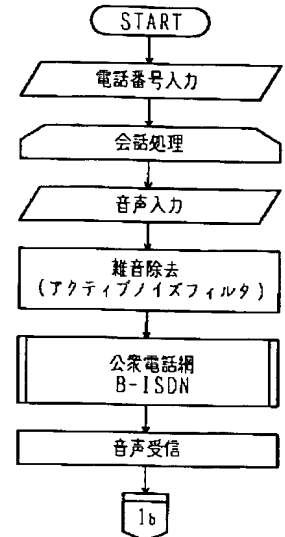 START
電話番号入力
会話処理
音声入力
雑音除去
(アクティブノイズフィルタ)
公衆電話網
B-ISDN
音声受信
1b